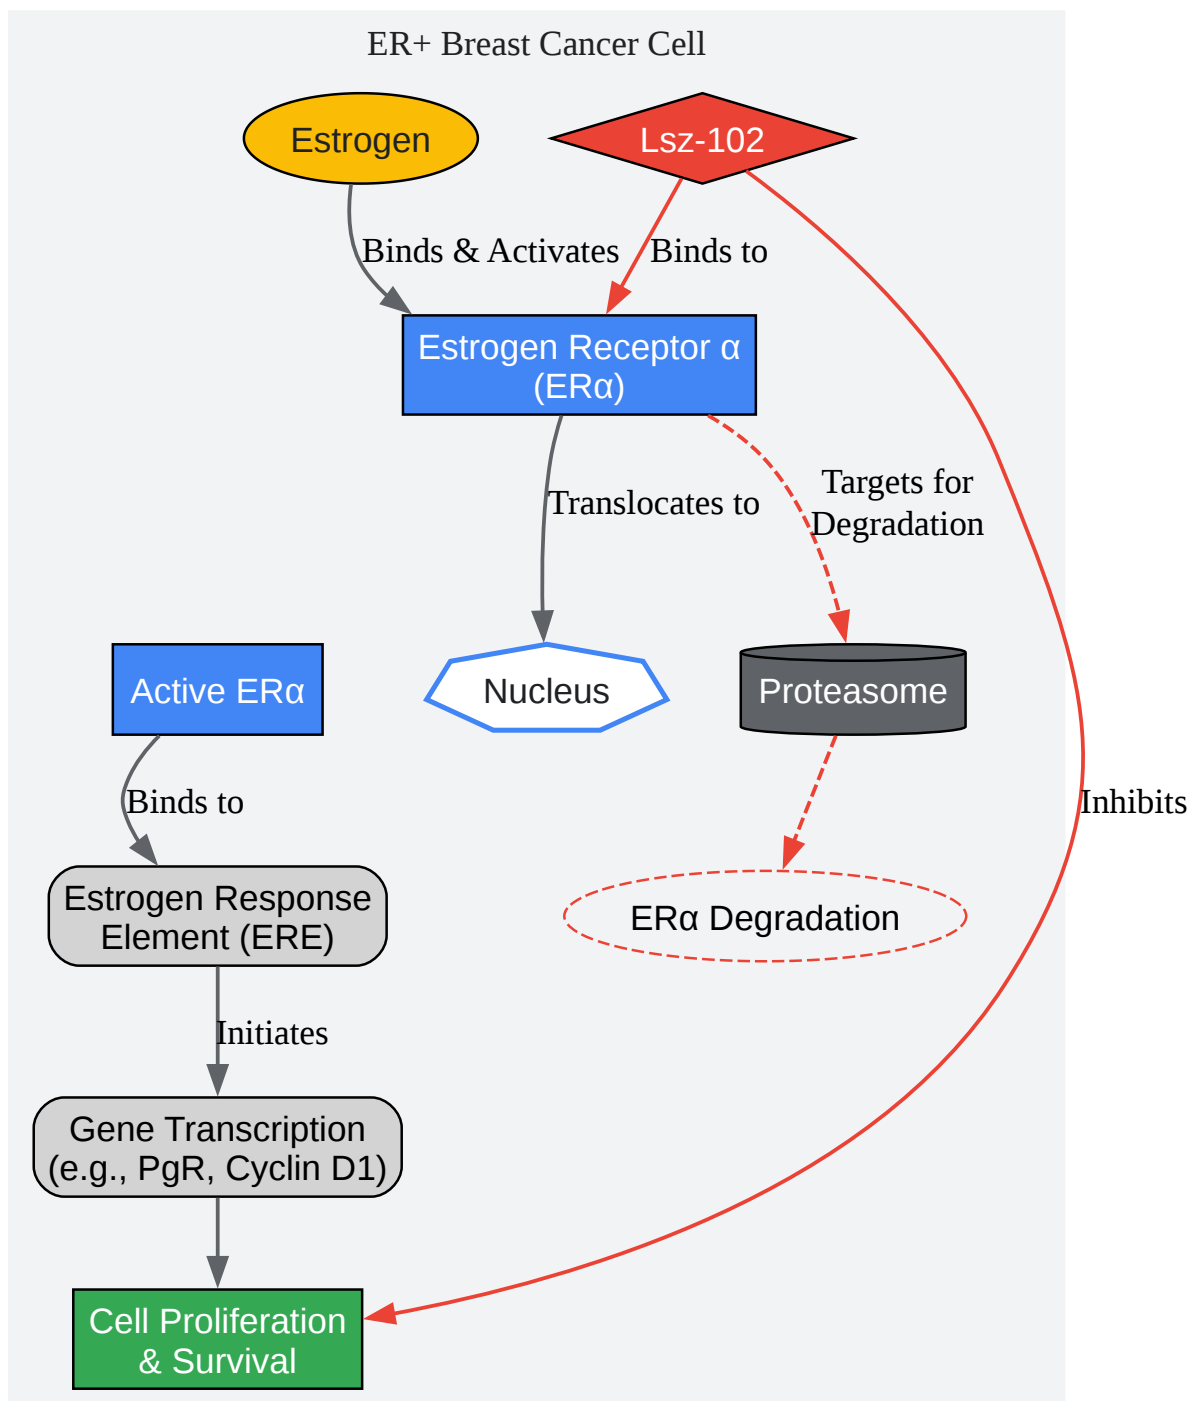 ER+ Breast Cancer Cell
Estrogen
Lsz-102
Binds & Activates
Binds to
Estrogen Receptor α
(ERα)
Translocates to
Targets for
Degradation
Active ERα
Nucleus
Proteasome
Binds to
Inhibits
Estrogen Response
Element (ERE)
ERα Degradation
Initiates
Gene Transcription
(e.g., PgR, Cyclin D1)
Cell Proliferation
& Survival